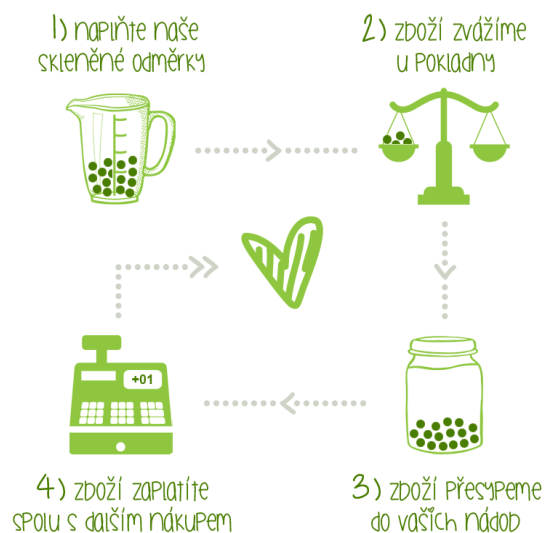 1) naplňte naše
skleněné odměrky
2) zboží zvážíme
u pokladny
+01
4) zboží zaplatíte
spolu s dalším nákupem
3) zboží přesypeme
do vašich nádob